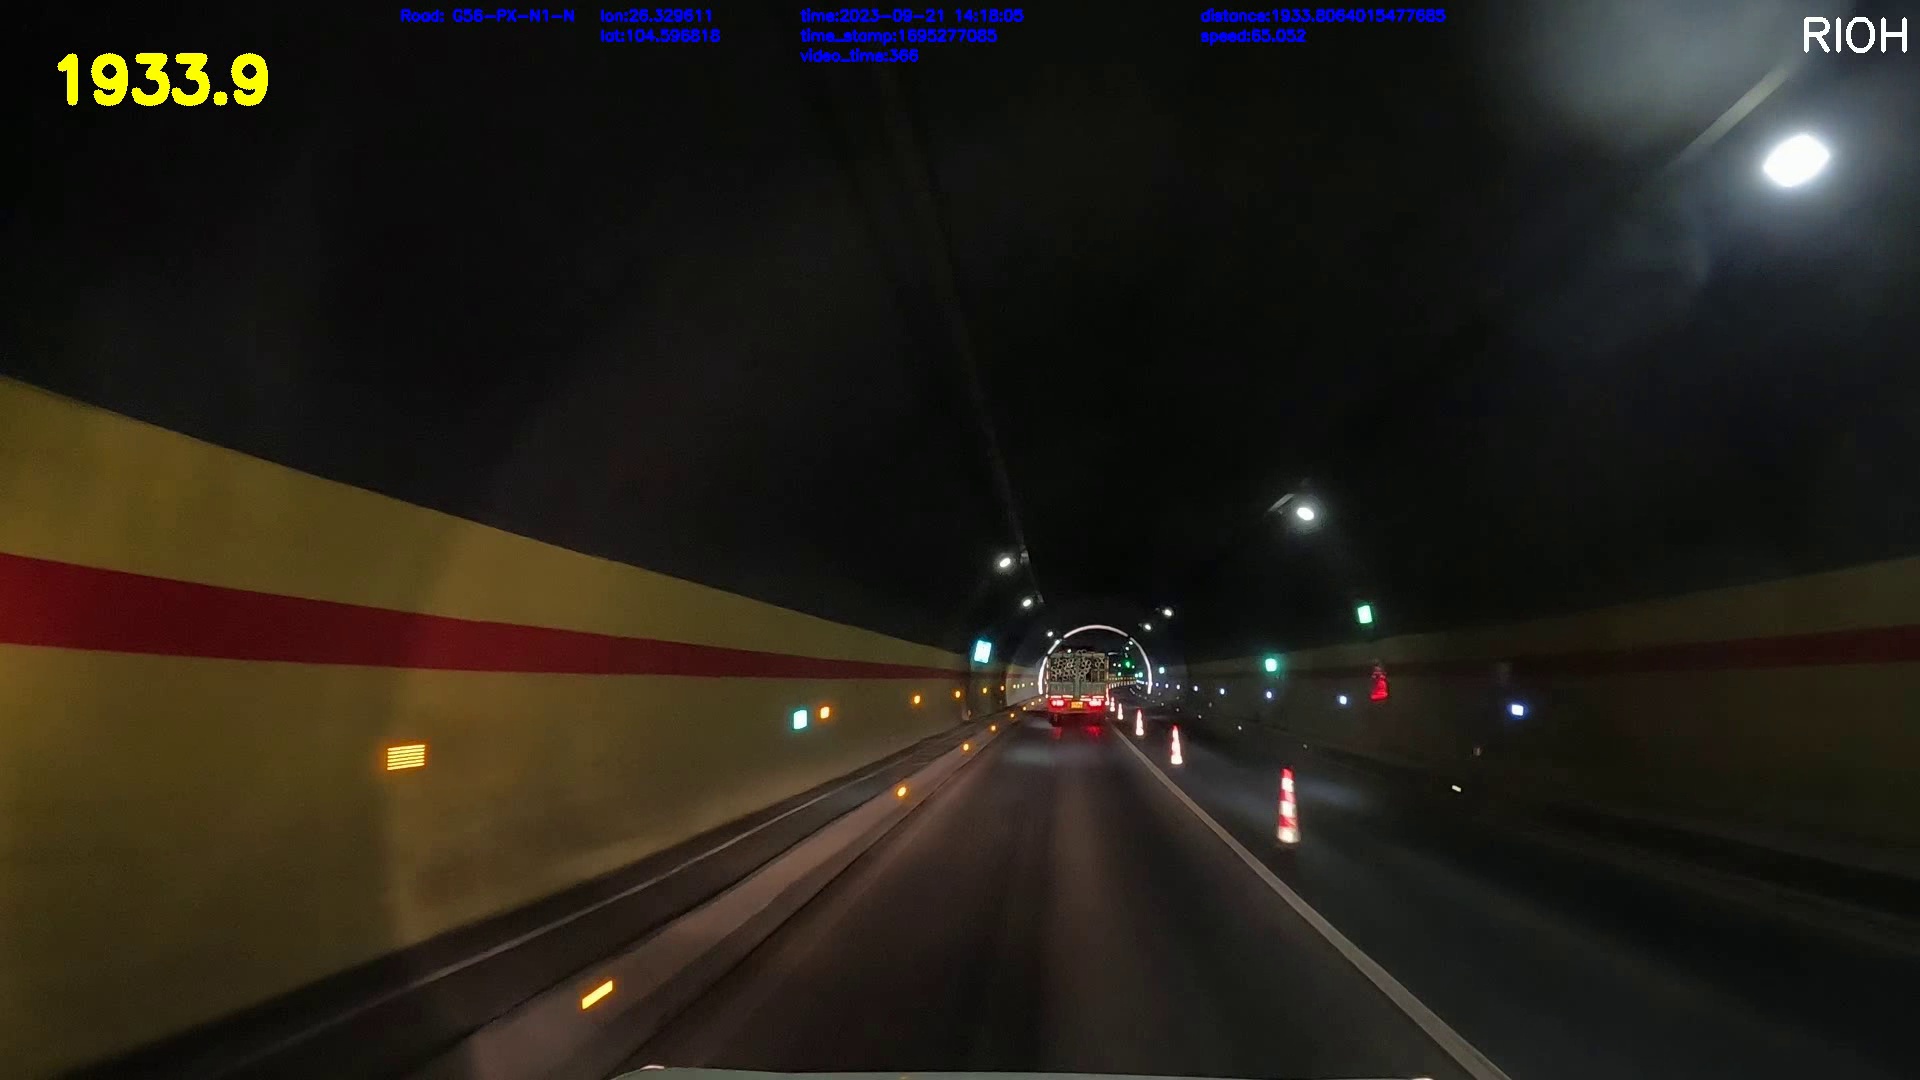 Road: G56-PX-N1-N lon:26.329611 time:2023-09-21 14:18:05 distance:1933.8064015477685
lat:104.596818 time_stamp:1695277085 speed:65.052
video_time:366
RIOH
1933.9